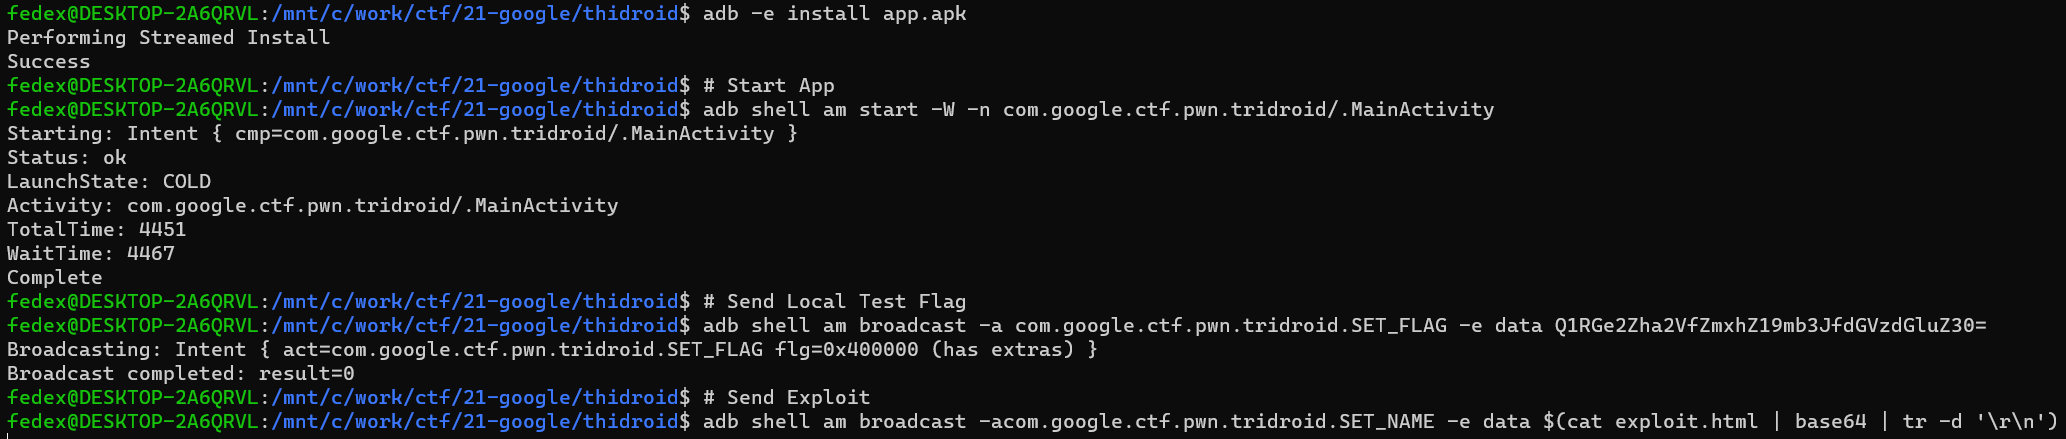 fedex@DESKTOP-2A6QRVL:/mnt/c/work/ctf/21-google/thidroid$ adb -e install app.apk
Performing Streamed Install
Success
fedex@DESKTOP-2A6QRVL:/mnt/c/work/ctf/21-google/thidroid$ # Start App
fedex@DESKTOP-2A6QRVL:/mnt/c/work/ctf/21-google/thidroid$ adb shell am start -W -n com.google.ctf.pwn.tridroid/.MainActivity
Starting: Intent { cmp=com.google.ctf.pwn.tridroid/.MainActivity }
Status: ok
LaunchState: COLD
Activity: com.google.ctf.pwn.tridroid/.MainActivity
TotalTime: 4451
WaitTime: 4467
Complete
fedex@DESKTOP-2A6QRVL:/mnt/c/work/ctf/21-google/thidroid$ # Send Local Test Flag
fedex@DESKTOP-2A6QRVL:/mnt/c/work/ctf/21-google/thidroid$ adb shell am broadcast -a com.google.ctf.pwn.tridroid.SET_FLAG -e data Q1RGe2Zha2VfZmxhZ19mb3JfdGVzdGluZ30=
Broadcasting: Intent { act=com.google.ctf.pwn.tridroid.SET_FLAG flg=0x400000 (has extras) }
Broadcast completed: result=0
fedex@DESKTOP-2A6QRVL:/mnt/c/work/ctf/21-google/thidroid$ # Send Exploit
fedex@DESKTOP-2A6QRVL:/mnt/c/work/ctf/21-google/thidroid$ adb shell am broadcast -acom.google.ctf.pwn.tridroid.SET_NAME -e data $(cat exploit.html | base64 | tr -d '\r\n')